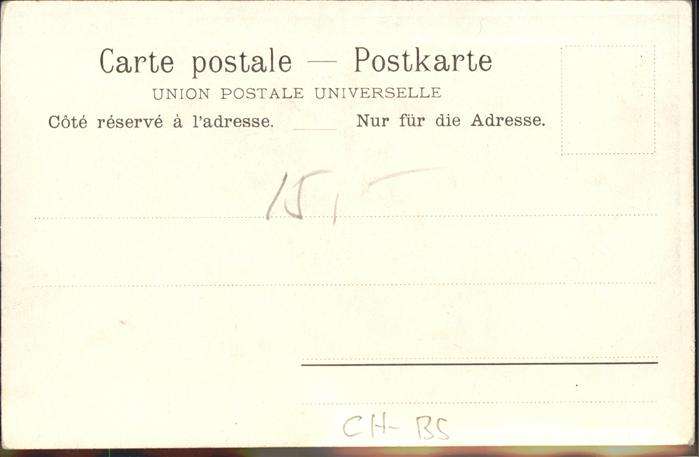 Carte postale — Postkarte
UNION POSTALE UNIVERSELLE
Côté réservé à l'adresse. — Nur für die Adresse.
15,-
CH-BS